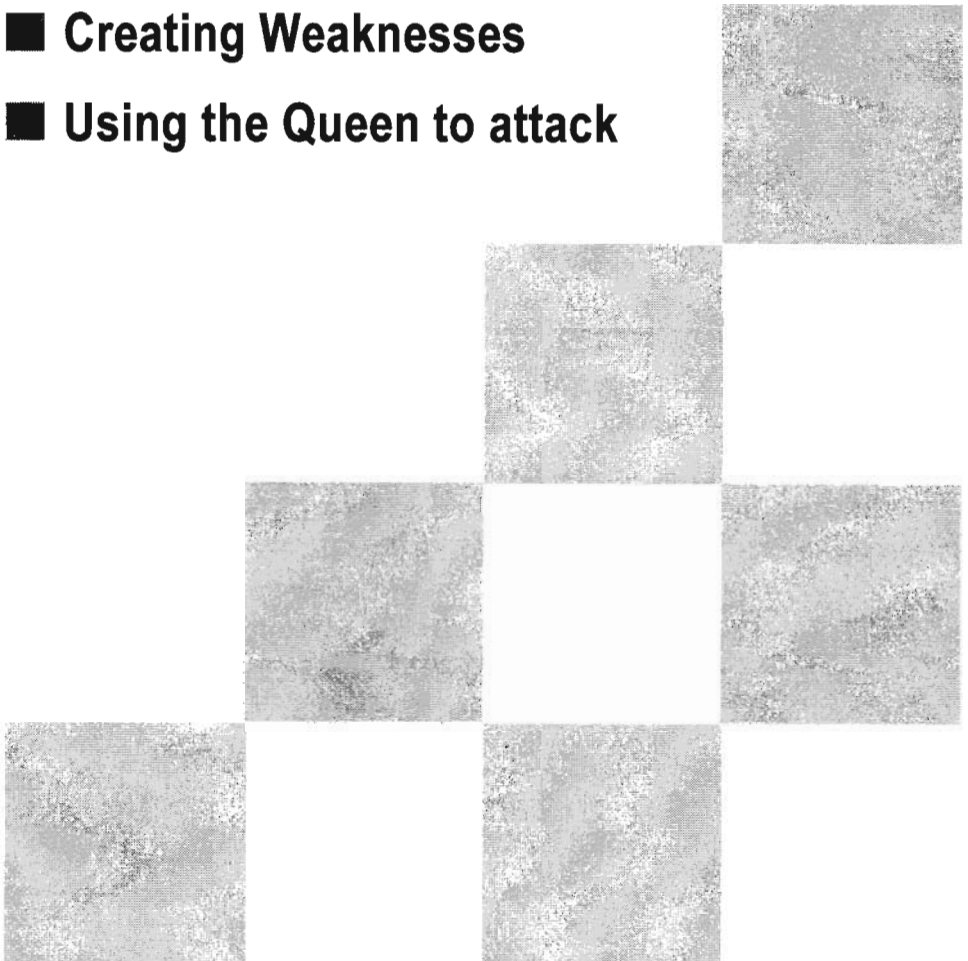 ■ Creating Weaknesses
■ Using the Queen to attack